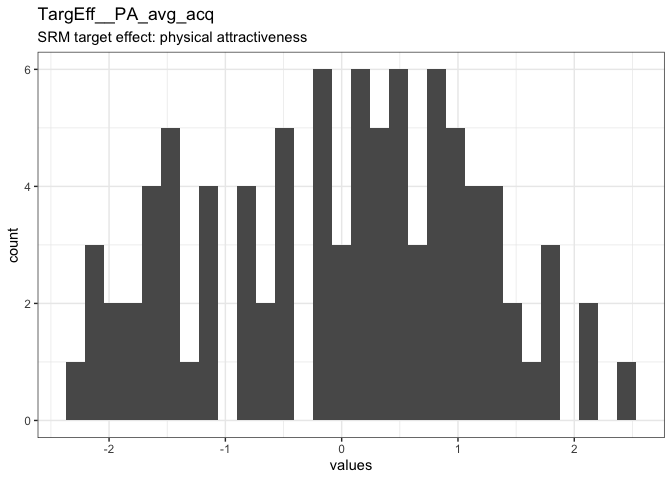 TargEff__PA_avg_acq
SRM target effect: physical attractiveness
6
4
2
0
count
-2 -1 0 1 2
values